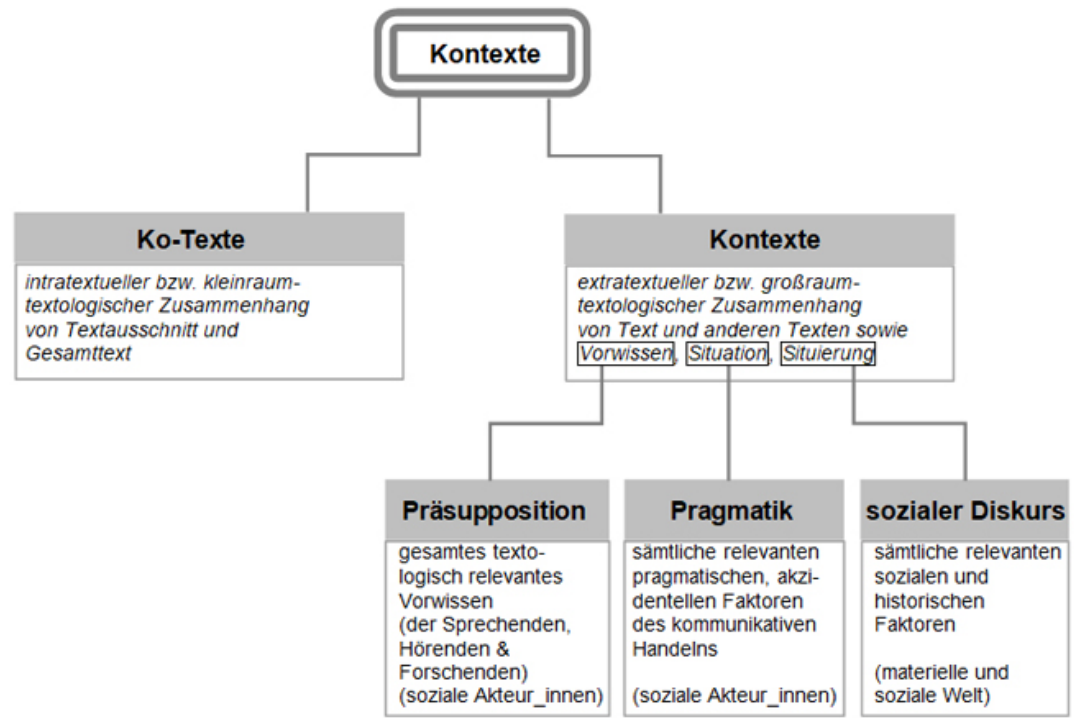 Kontexte
Ko-Texte
intratextueller bzw. kleinraum-
textologischer Zusammenhang
von Textausschnitt und
Gesamttext
Kontexte
extratextueller bzw. großraum-
textologischer Zusammenhang
von Text und anderen Texten sowie
Vorwissen, Situation, Situierung
Präsupposition
gesamtes texto-
logisch relevantes
Vorwissen
(der Sprechenden,
Hörenden &
Forschenden)
(soziale Akteur_innen)
Pragmatik
sämtliche relevanten
pragmatischen, akzi-
dentellen Faktoren
des kommunikativen
Handelns
(soziale Akteur_innen)
sozialer Diskurs
sämtliche relevanten
sozialen und
historischen
Faktoren
(materielle und
soziale Welt)